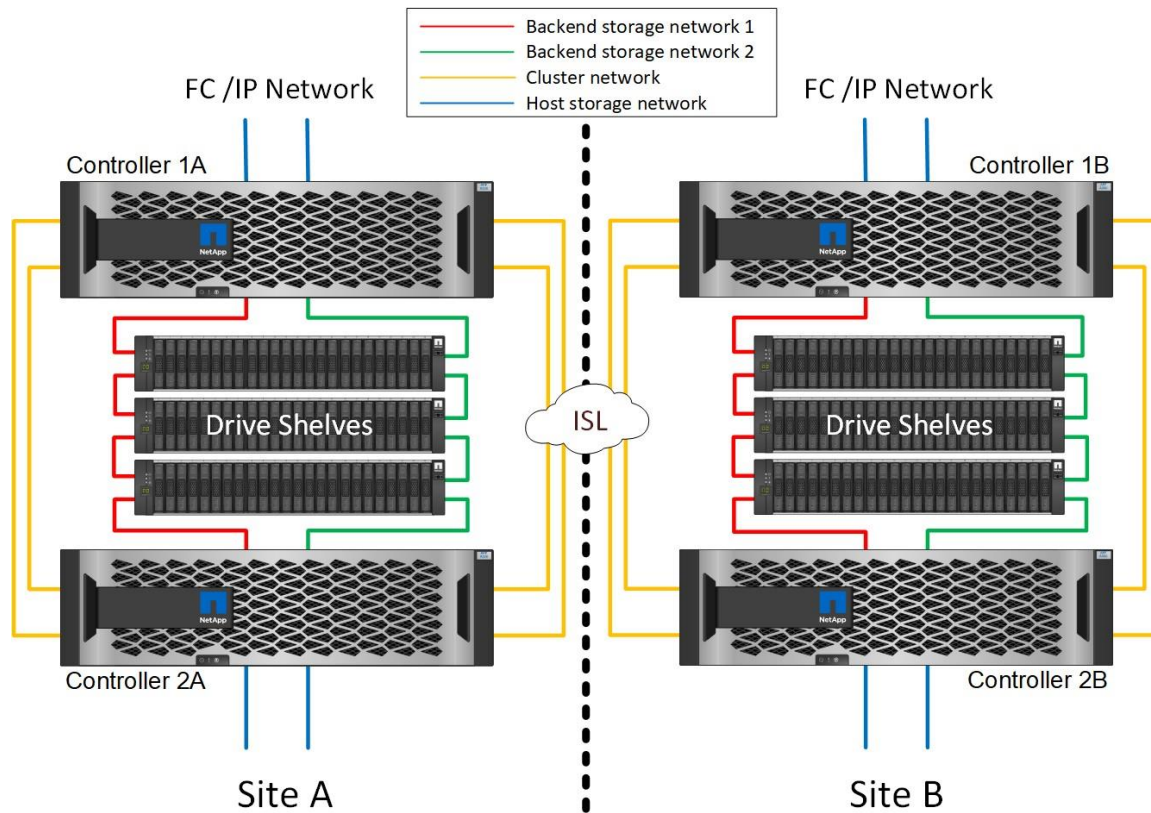 Backend storage network 1
Backend storage network 2
Cluster network
Host storage network
FC /IP Network
FC /IP Network
Controller 1A
Controller 1B
NetApp
NetApp
Drive Shelves
ISL
Drive Shelves
NetApp
NetApp
Controller 2A
Controller 2B
Site A
Site B